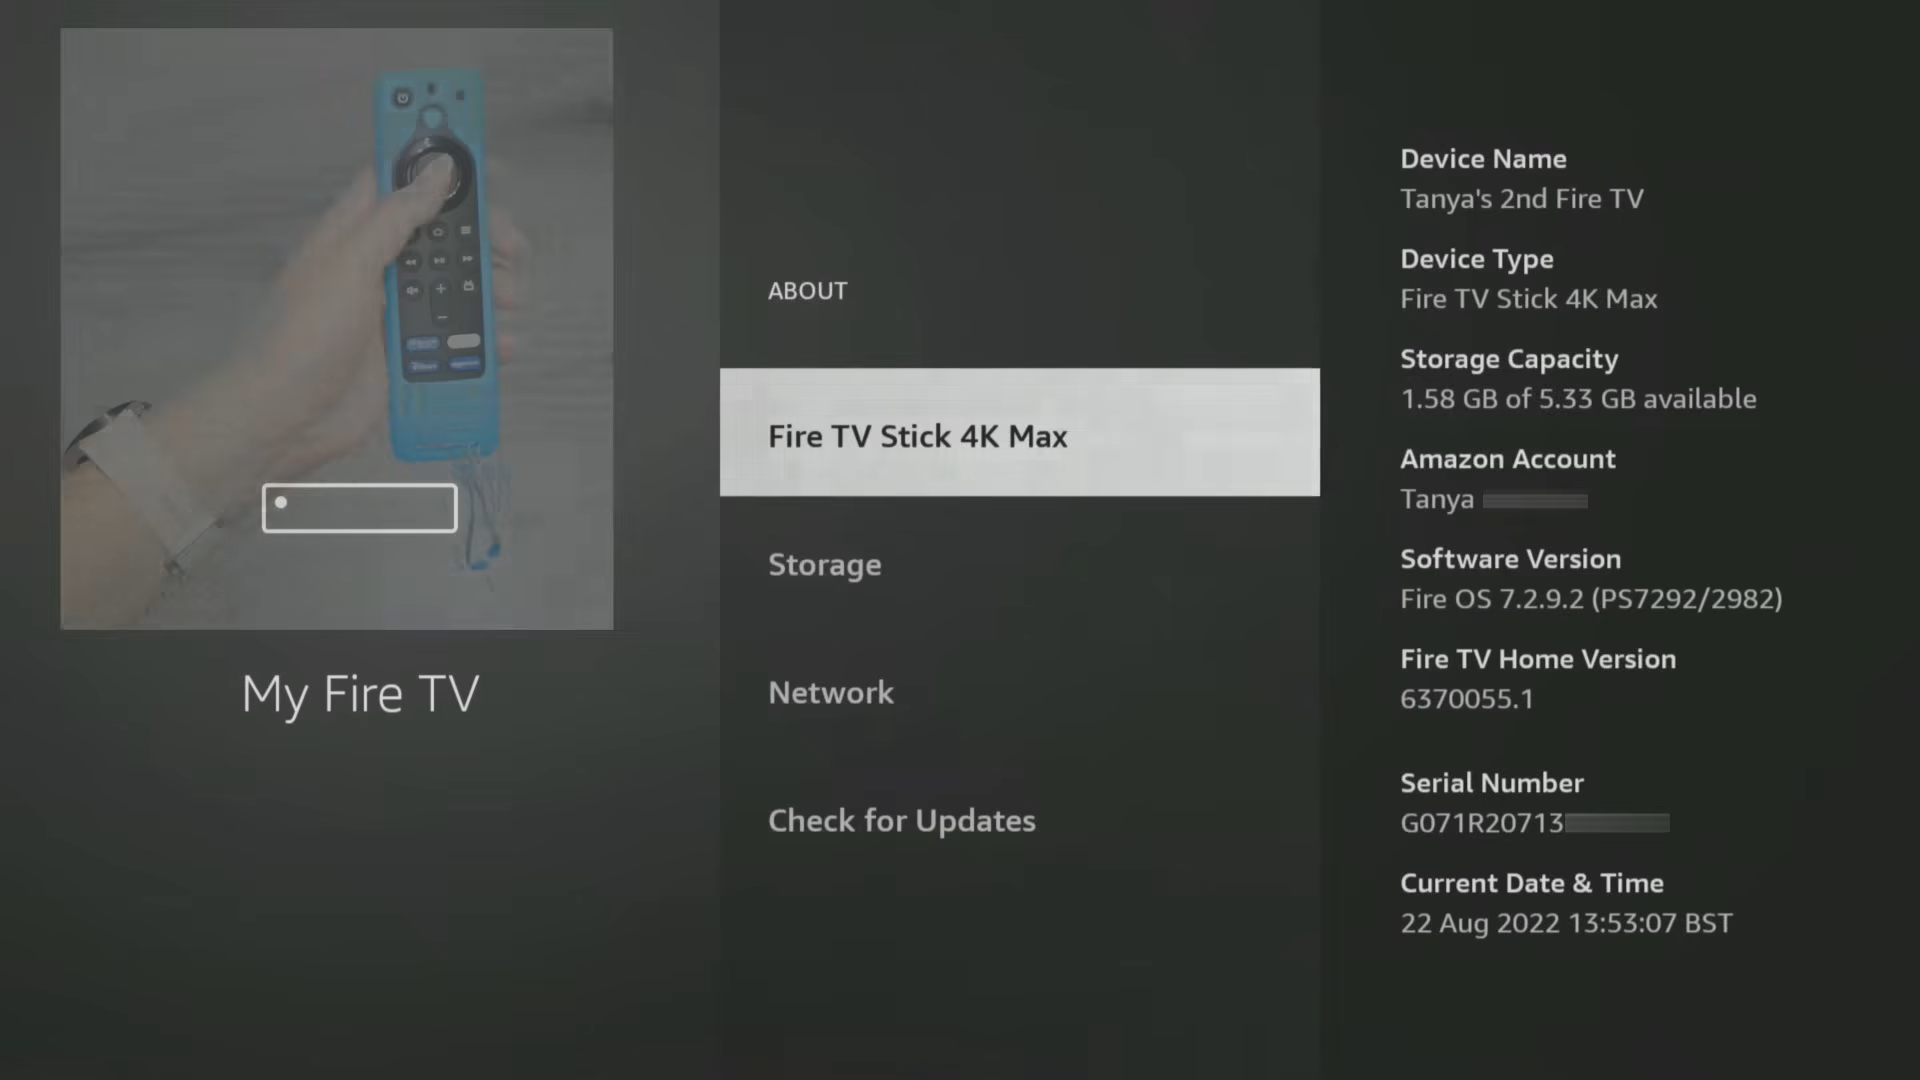 My Fire TV
ABOUT
Fire TV Stick 4K Max
Storage
Network
Check for Updates
Device Name
Tanya's 2nd Fire TV
Device Type
Fire TV Stick 4K Max
Storage Capacity
1.58 GB of 5.33 GB available
Amazon Account
Tanya
Software Version
Fire OS 7.2.9.2 (PS7292/2982)
Fire TV Home Version
6370055.1
Serial Number
G071R20713
Current Date & Time
22 Aug 2022 13:53:07 BST